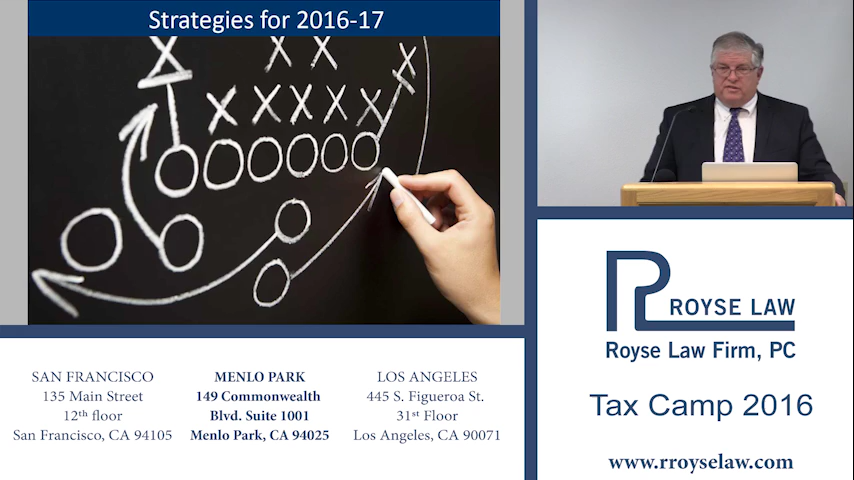 Strategies for 2016-17
ROYSE LAW
Royse Law Firm, PC
Tax Camp 2016
www.rroyselaw.com
SAN FRANCISCO
135 Main Street
12th floor
San Francisco, CA 94105
MENLO PARK
149 Commonwealth
Blvd. Suite 1001
Menlo Park, CA 94025
LOS ANGELES
445 S. Figueroa St.
31st Floor
Los Angeles, CA 90071